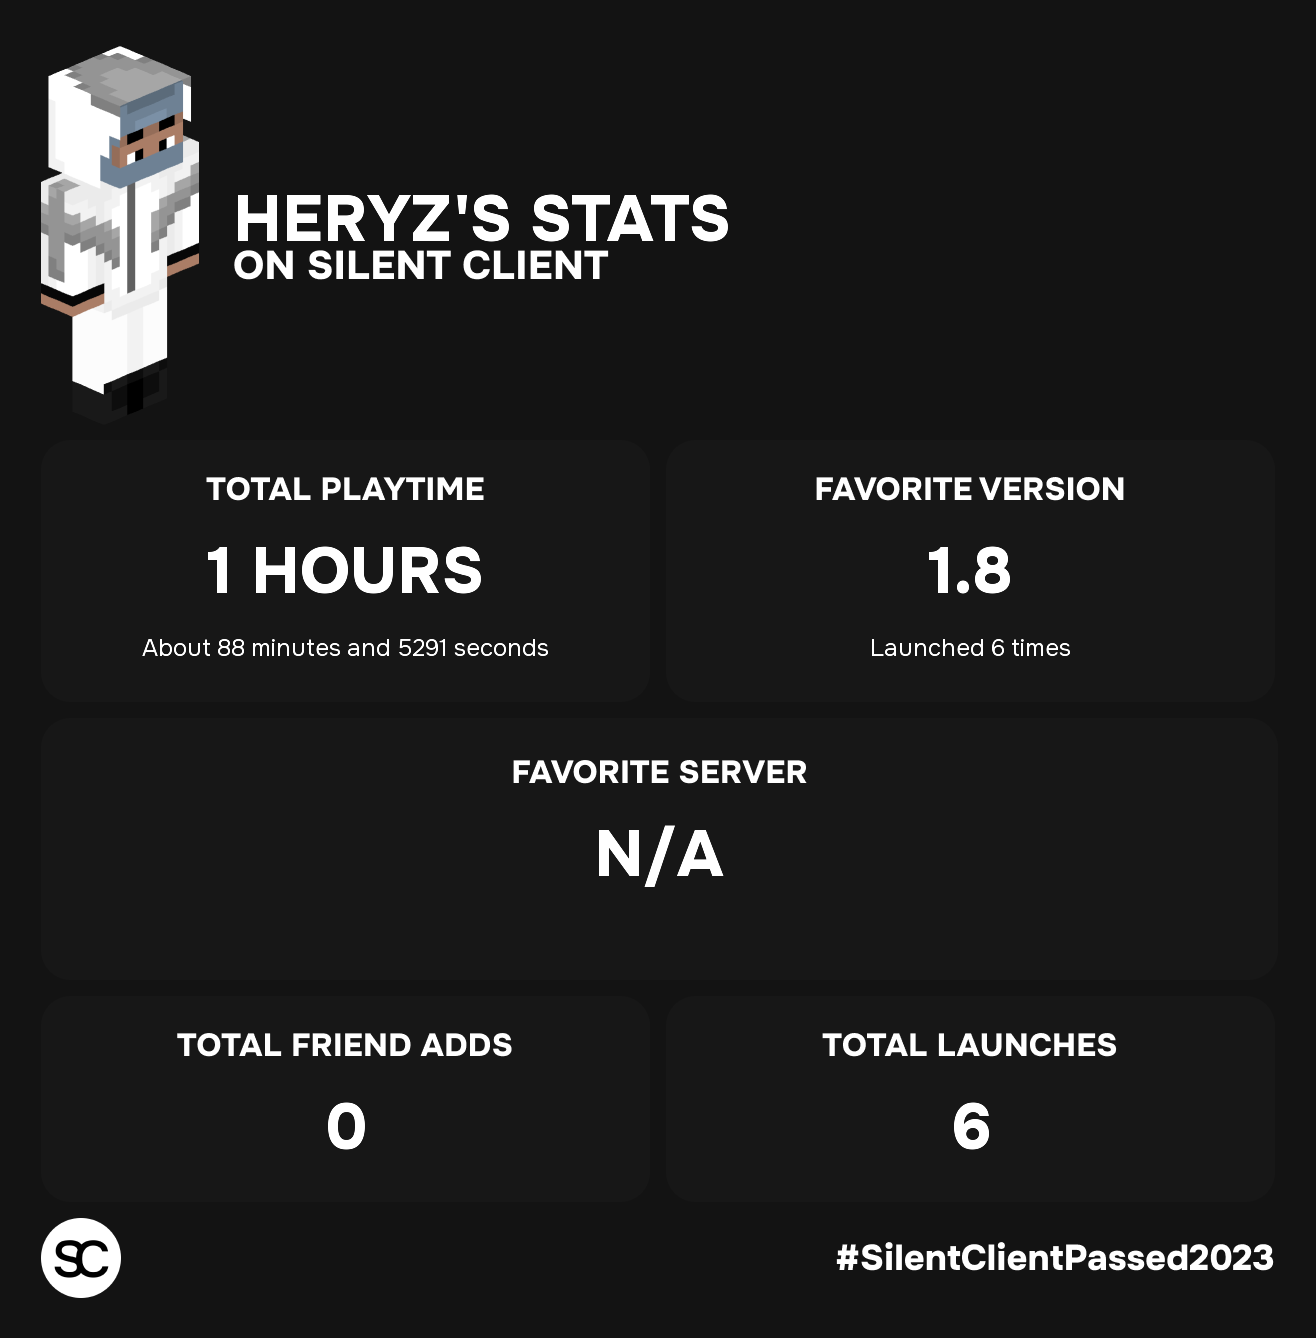 HERYZ'S STATS
ON SILENT CLIENT
TOTAL PLAYTIME
1 HOURS
About 88 minutes and 5291 seconds
FAVORITE VERSION
1.8
Launched 6 times
FAVORITE SERVER
N/A
TOTAL FRIEND ADDS
0
TOTAL LAUNCHES
6
SC
#SilentClientPassed2023